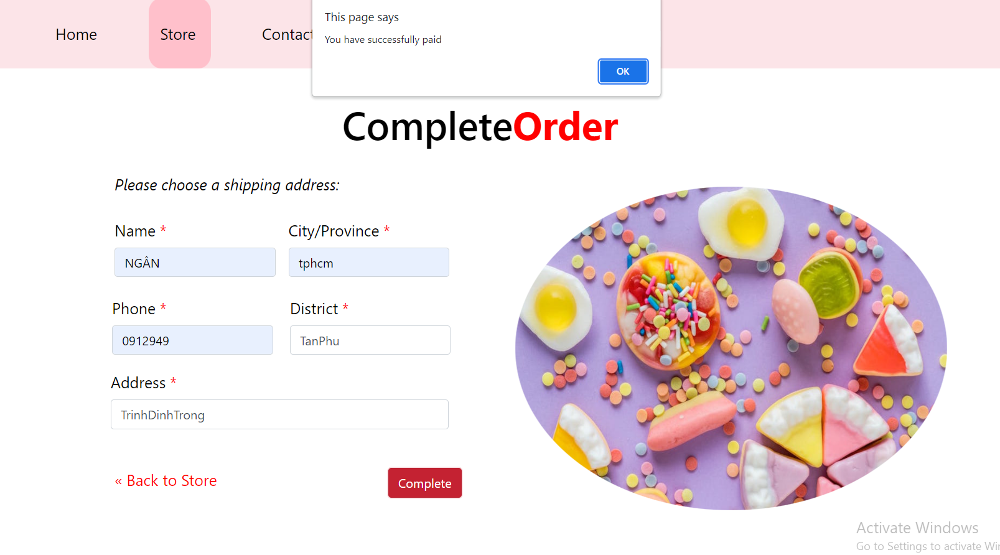 Home
Store
Contact
This page says
You have successfully paid
OK
CompleteOrder
Please choose a shipping address:
Name *
City/Province *
NGÂN
tphcm
Phone *
District *
0912949
TanPhu
Address *
TrinhDinhTrong
« Back to Store
Complete
Activate Windows
Go to Settings to activate Wi